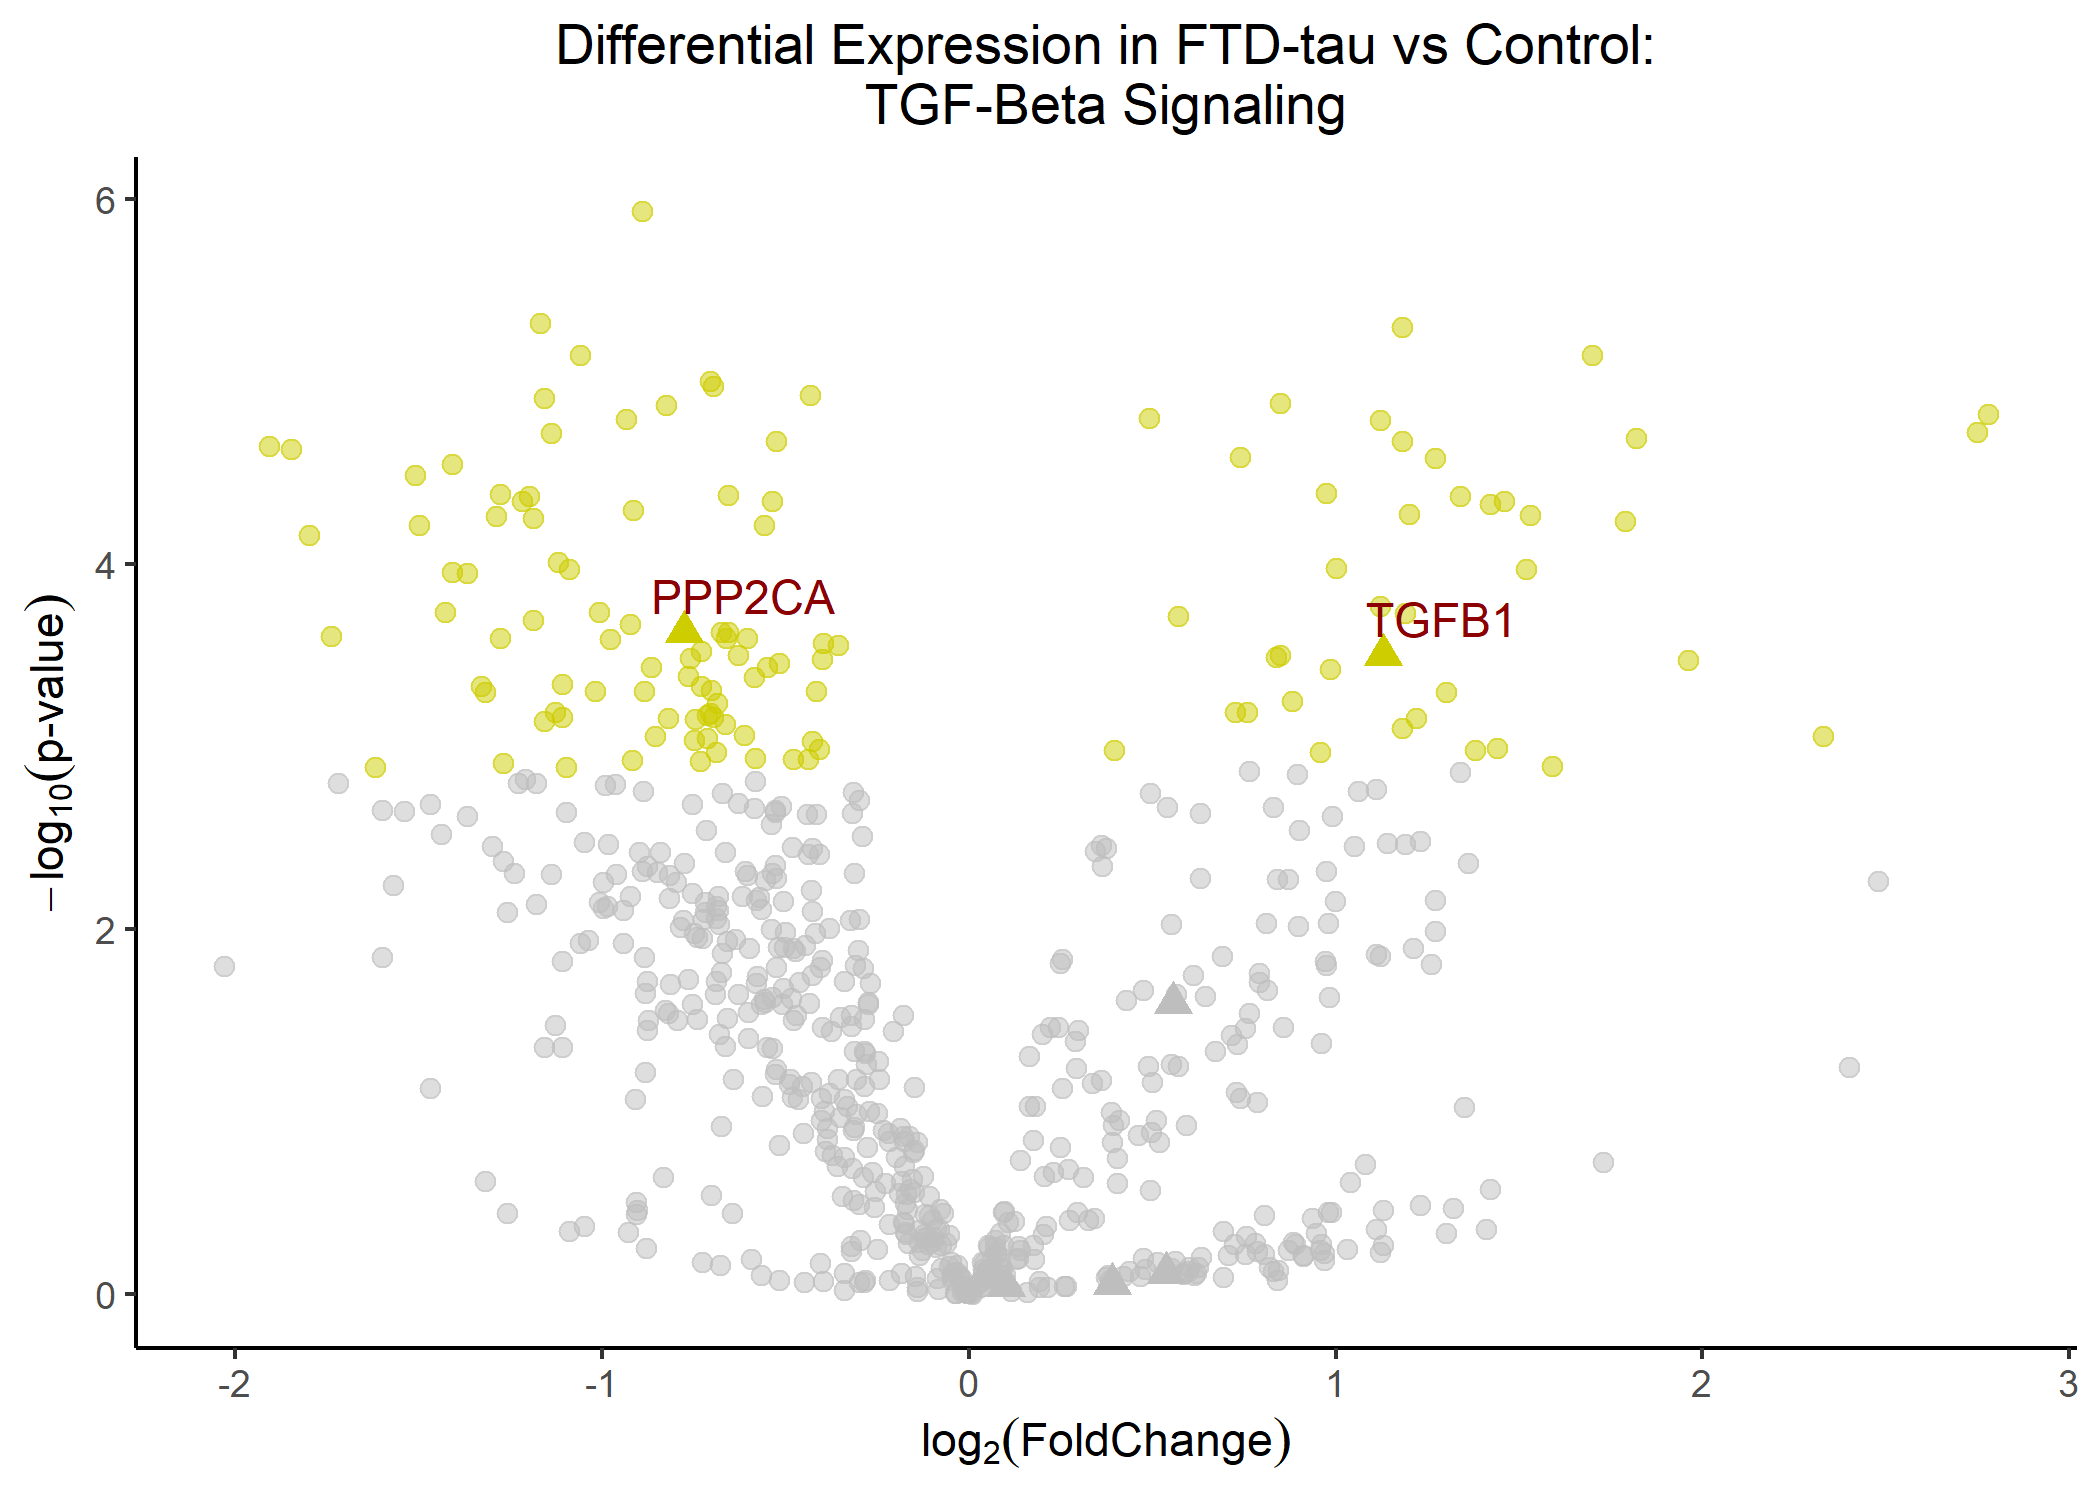 Differential Expression in FTD-tau vs Control:
TGF-Beta Signaling
6
4
2
0
−log10(p-value)
PPP2CA
TGFB1
-2
-1
0
1
2
3
log2(FoldChange)